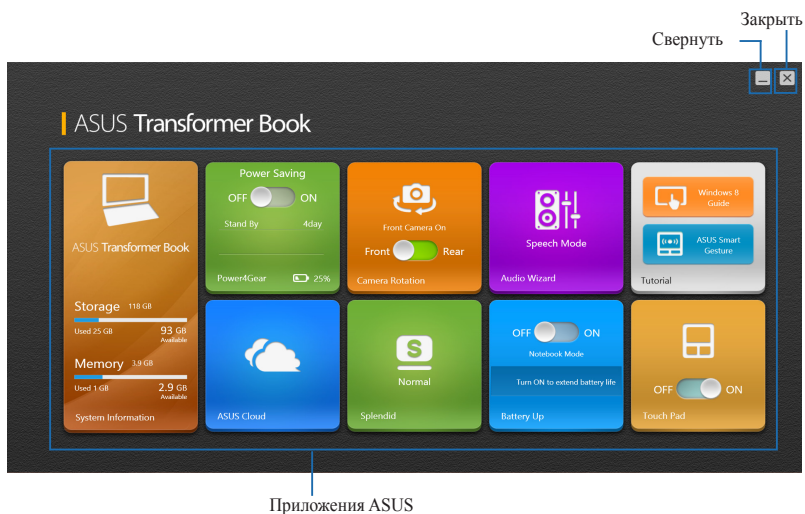 Закрыть
Свернуть
ASUS Transformer Book
ASUS Transformer Book
Storage 118 GB
Used 25 GB 93 GB
Available
Memory 3.9 GB
Used 1 GB 2.9 GB
Available
System Information
Power Saving
OFF ON
Stand By 4day
Power4Gear 25%
Front Camera On
Front Rear
Camera Rotation
Speech Mode
Audio Wizard
Windows 8
Guide
ASUS Smart
Gesture
Tutorial
ASUS Cloud
S
Normal
Splendid
OFF ON
Notebook Mode
Turn ON to extend battery life
Battery Up
OFF ON
Touch Pad
Приложения ASUS